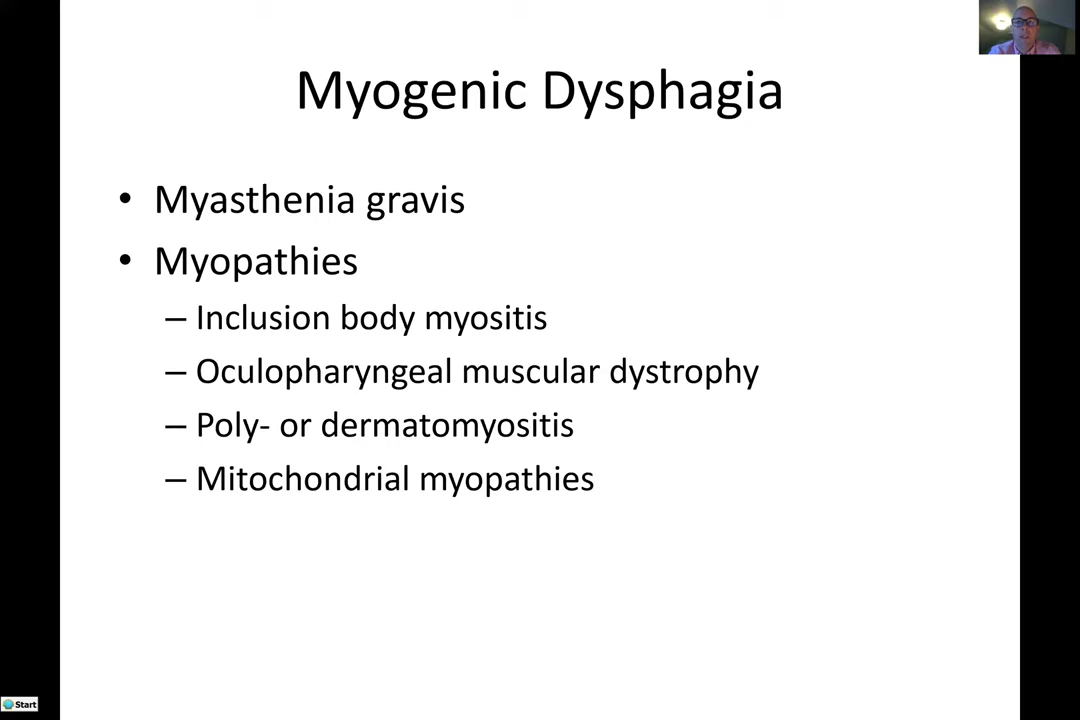 Myogenic Dysphagia
• Myasthenia gravis
• Myopathies
– Inclusion body myositis
– Oculopharyngeal muscular dystrophy
– Poly- or dermatomyositis
– Mitochondrial myopathies
Start